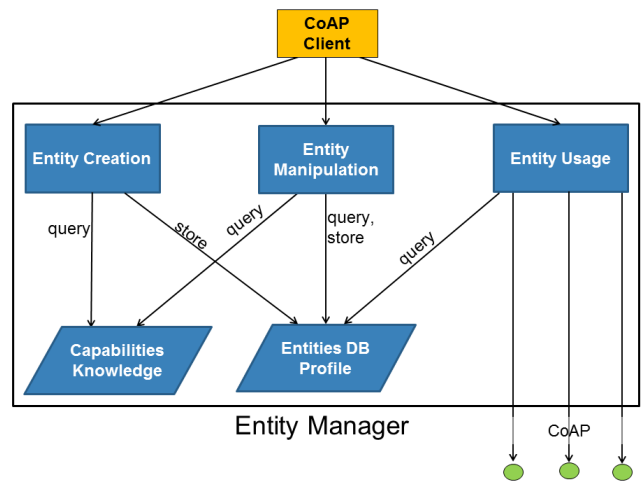 CoAP
Client
Entity Creation
Entity
Manipulation
Entity Usage
query
store
query
query,
store
query
Capabilities
Knowledge
Entities DB
Profile
Entity Manager
CoAP